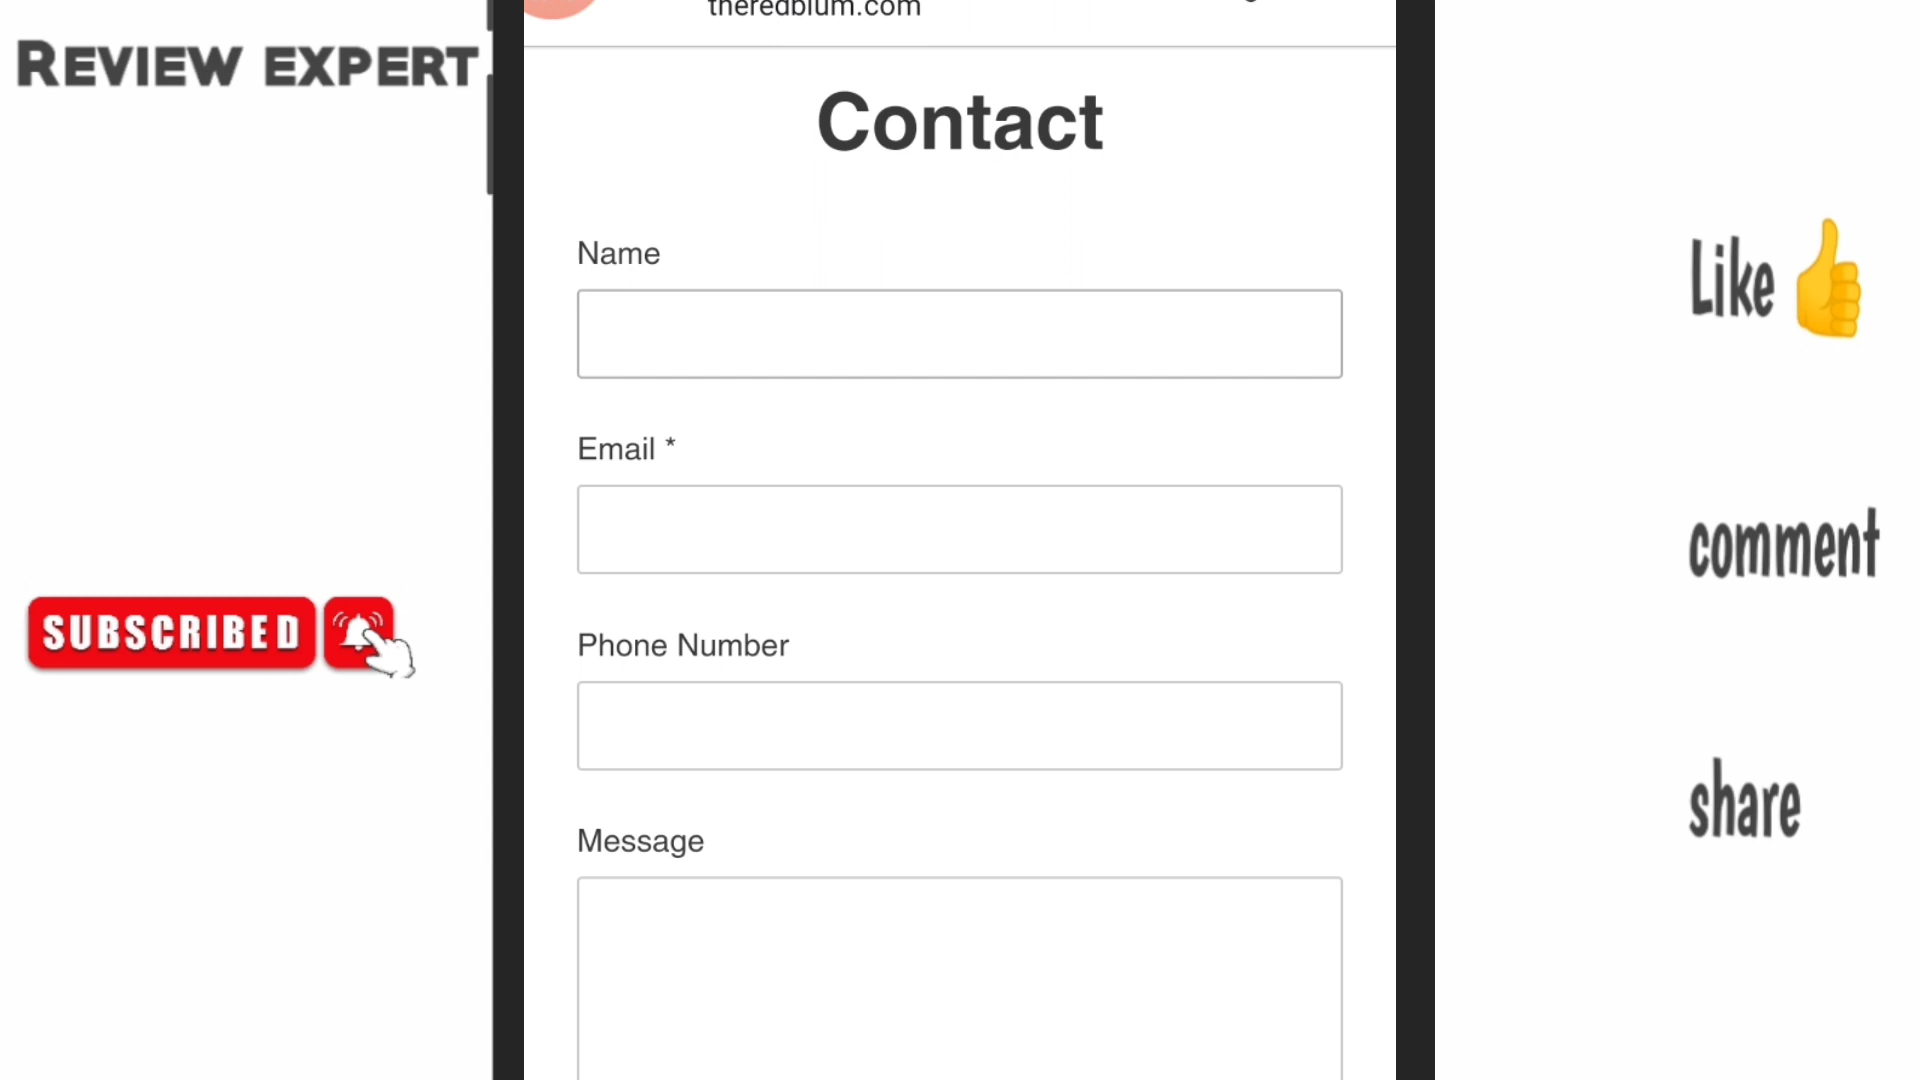 theredblum.com
REVIEW EXPERT
Contact
Name
Email *
Phone Number
Message
SUBSCRIBED
Like
comment
share